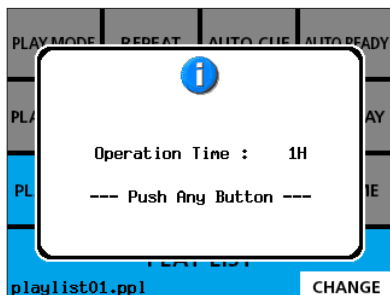 PLAY MODE REPEAT AUTO CUE AUTO READY
Operation Time : 1H
--- Push Any Button ---
PLAY LIST
playlist01.ppl CHANGE